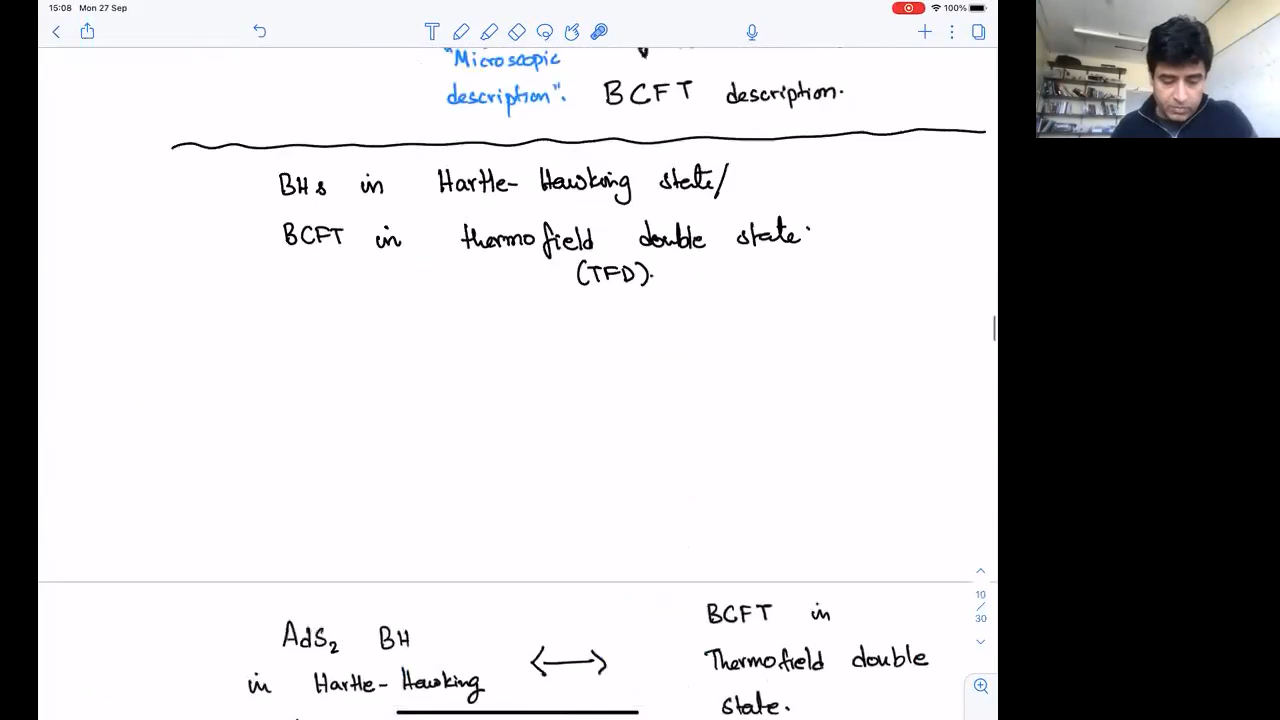 15:08 Mon 27 Sep
100%
"Microscopic
description". BCFT description.
BHs in Hartle-Hawking state/
BCFT in thermofield double state.
(TFD).
10
/
30
AdS2 BH
in Hartle-Hawking
BCFT in
Thermofield double
state.